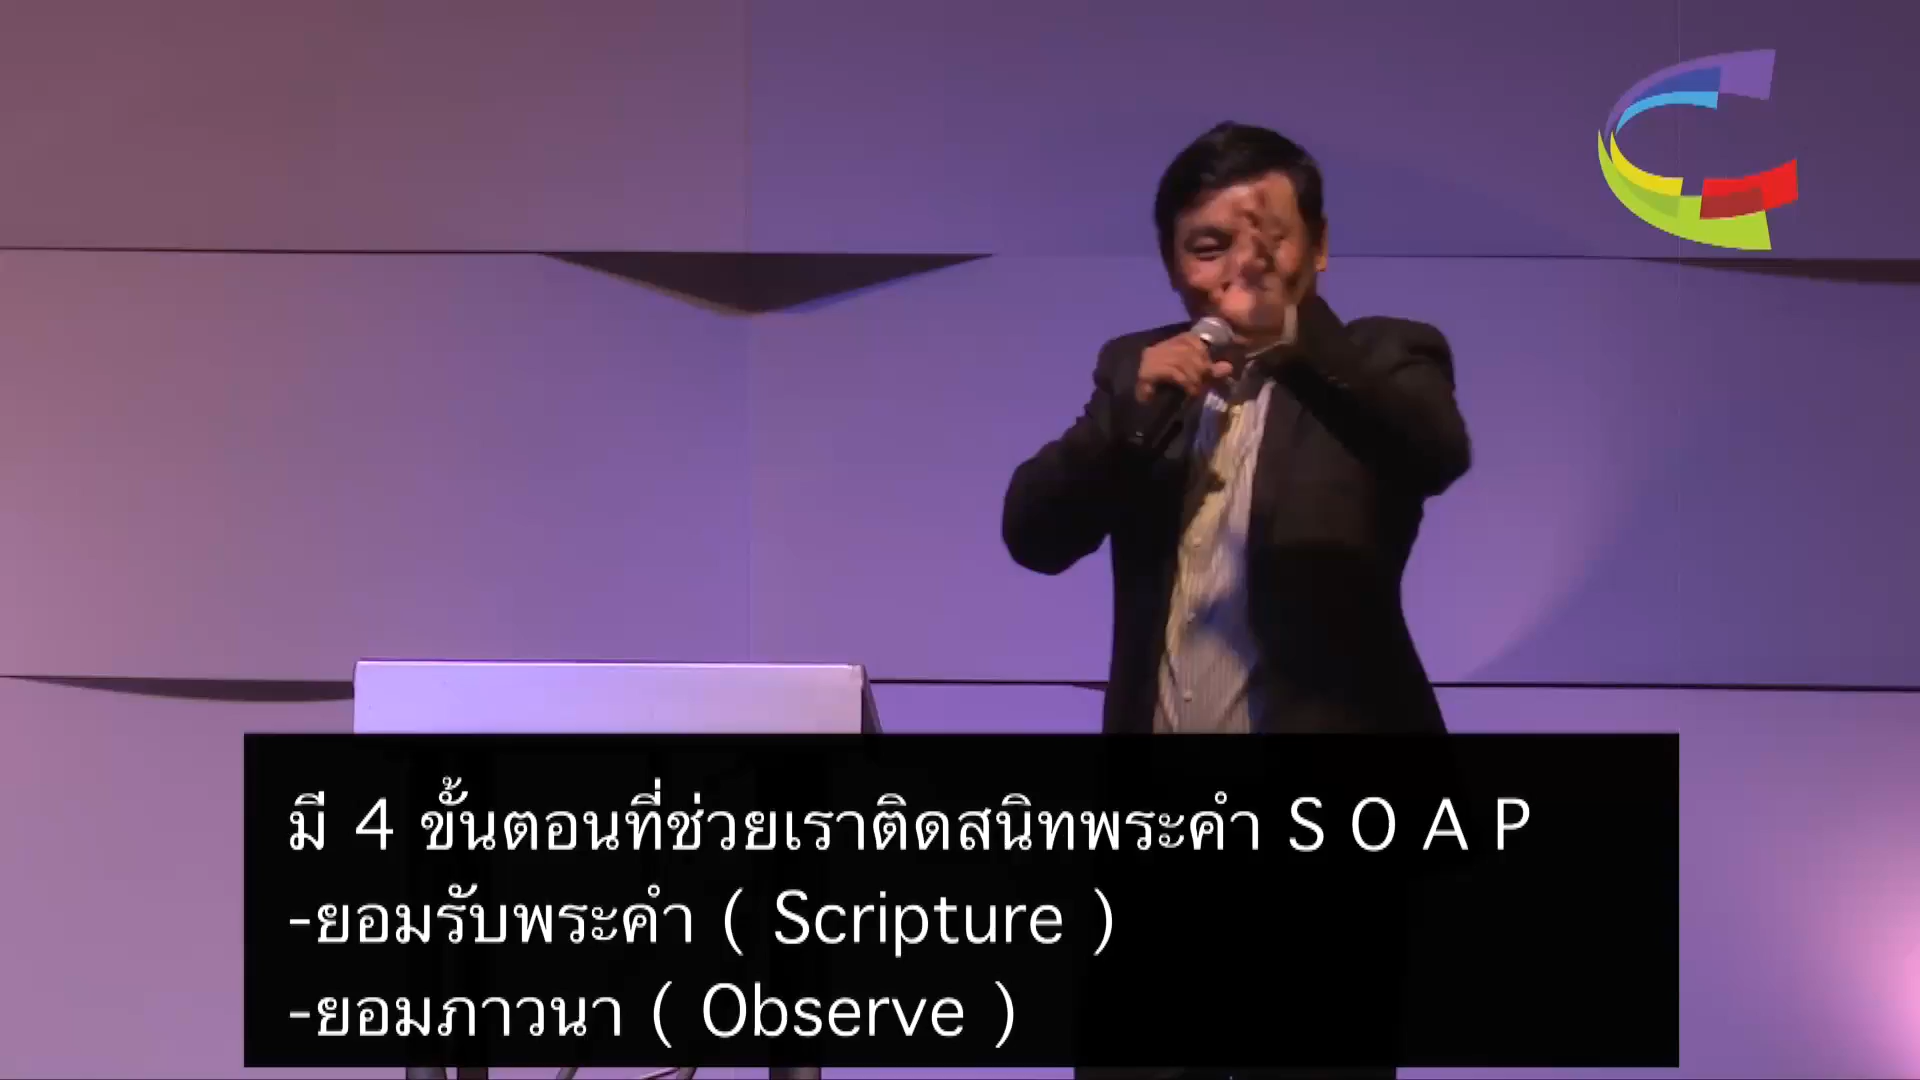 มี 4 ขั้นตอนที่ช่วยเราติดสนิทพระคำ S O A P
-ยอมรับพระคำ ( Scripture )
-ยอมภาวนา ( Observe )